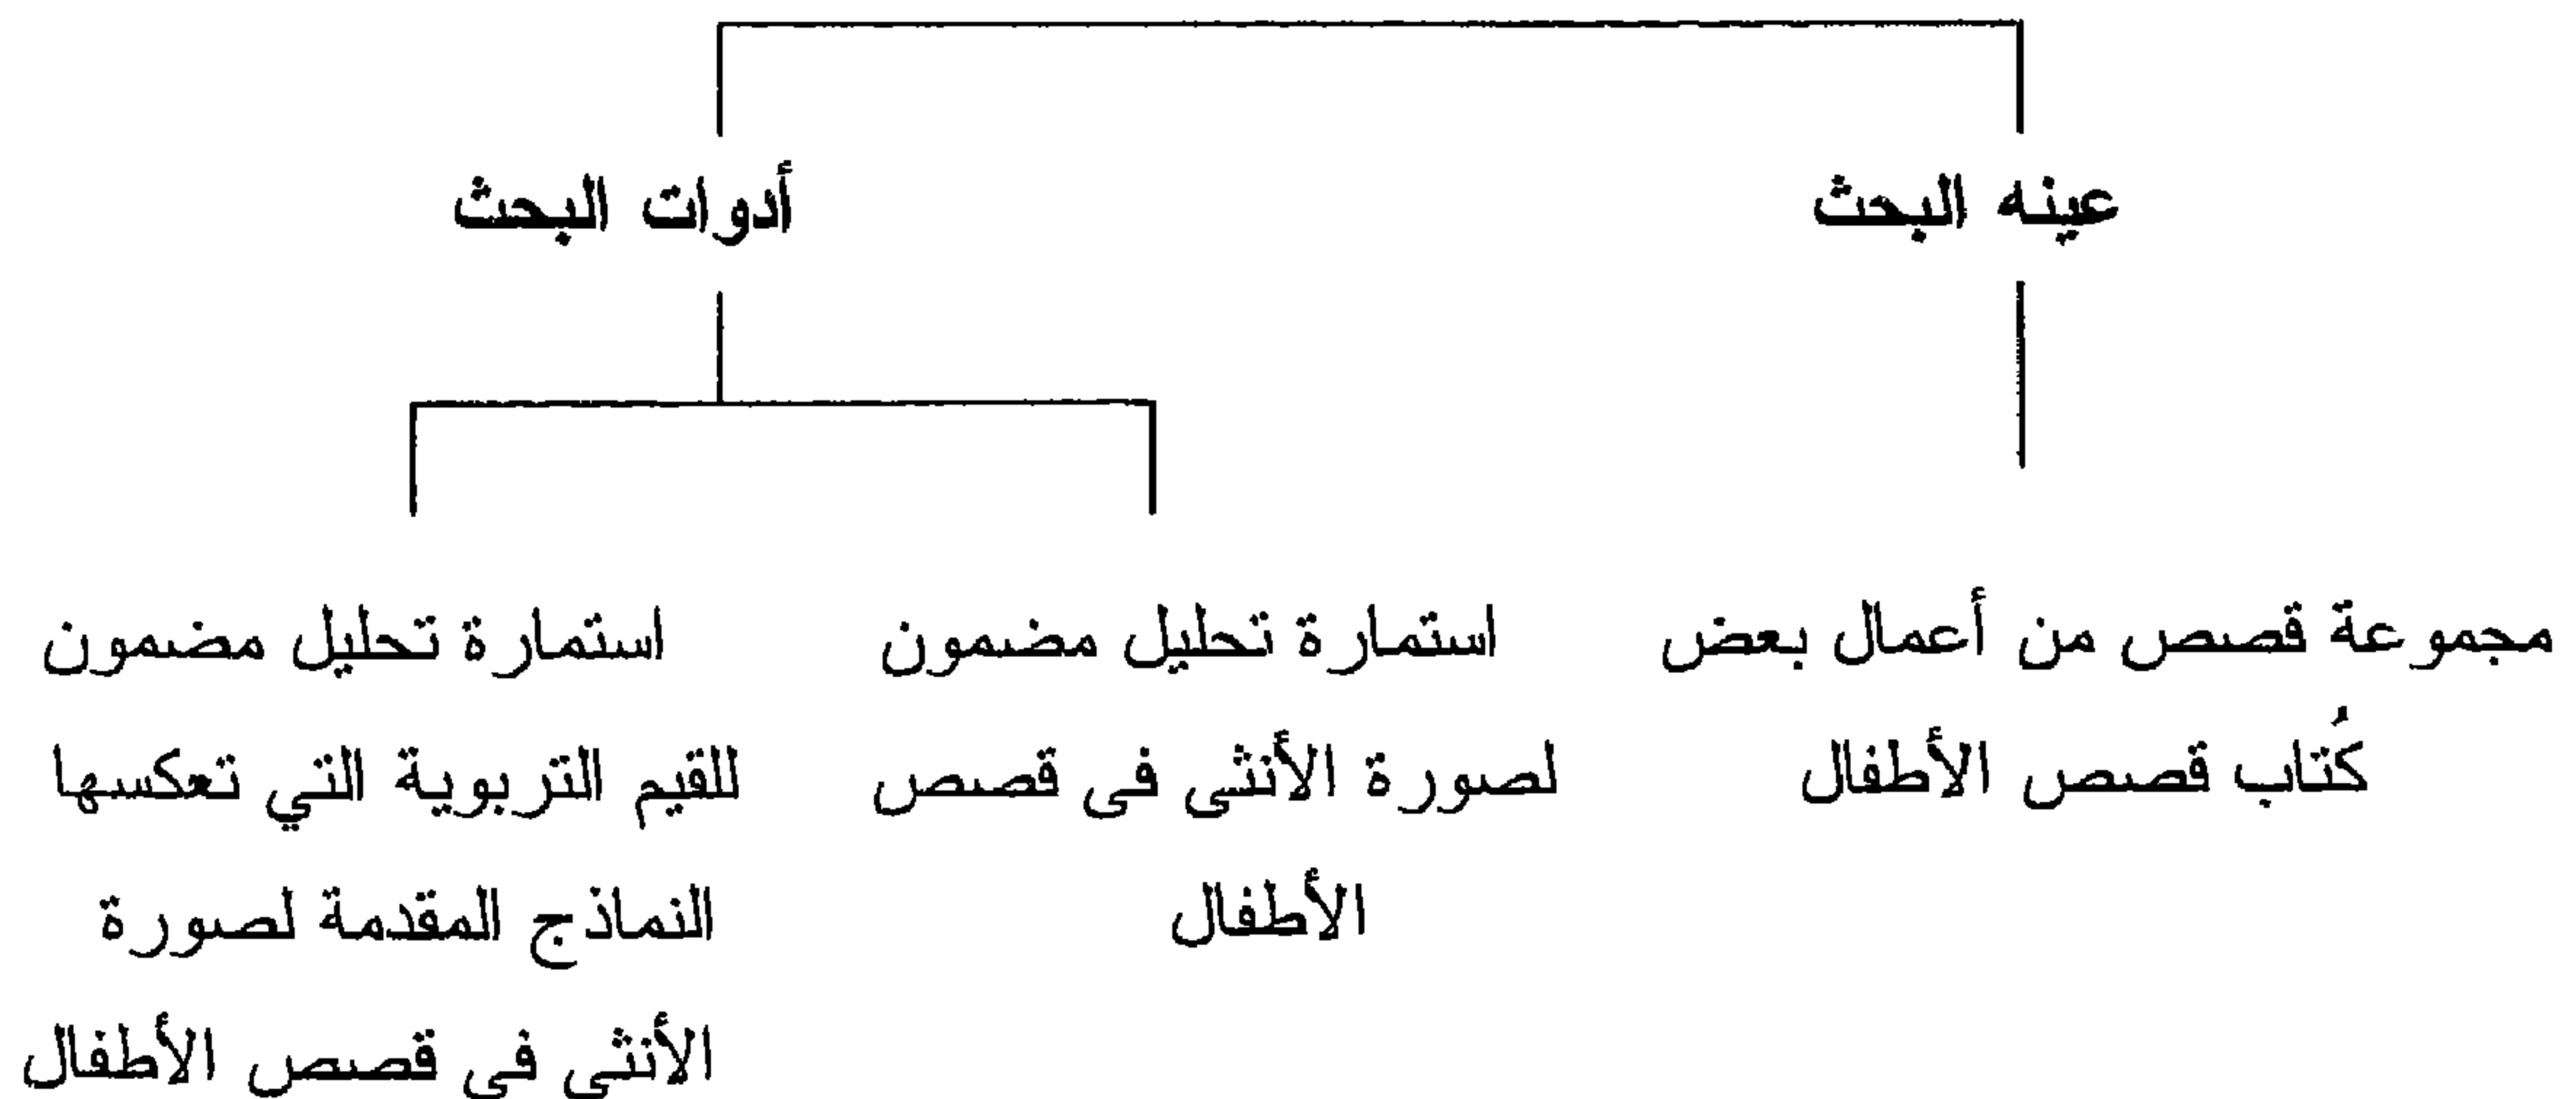 عينه البحث
أدوات البحث
مجموعة قصص من أعمال بعض
كُتاب قصص الأطفال
استمارة تحليل مضمون
لصورة الأنثى فى قصص
الأطفال
استمارة تحليل مضمون
للقيم التربوية التي تعكسها
النماذج المقدمة لصورة
الأنثى فى قصص الأطفال